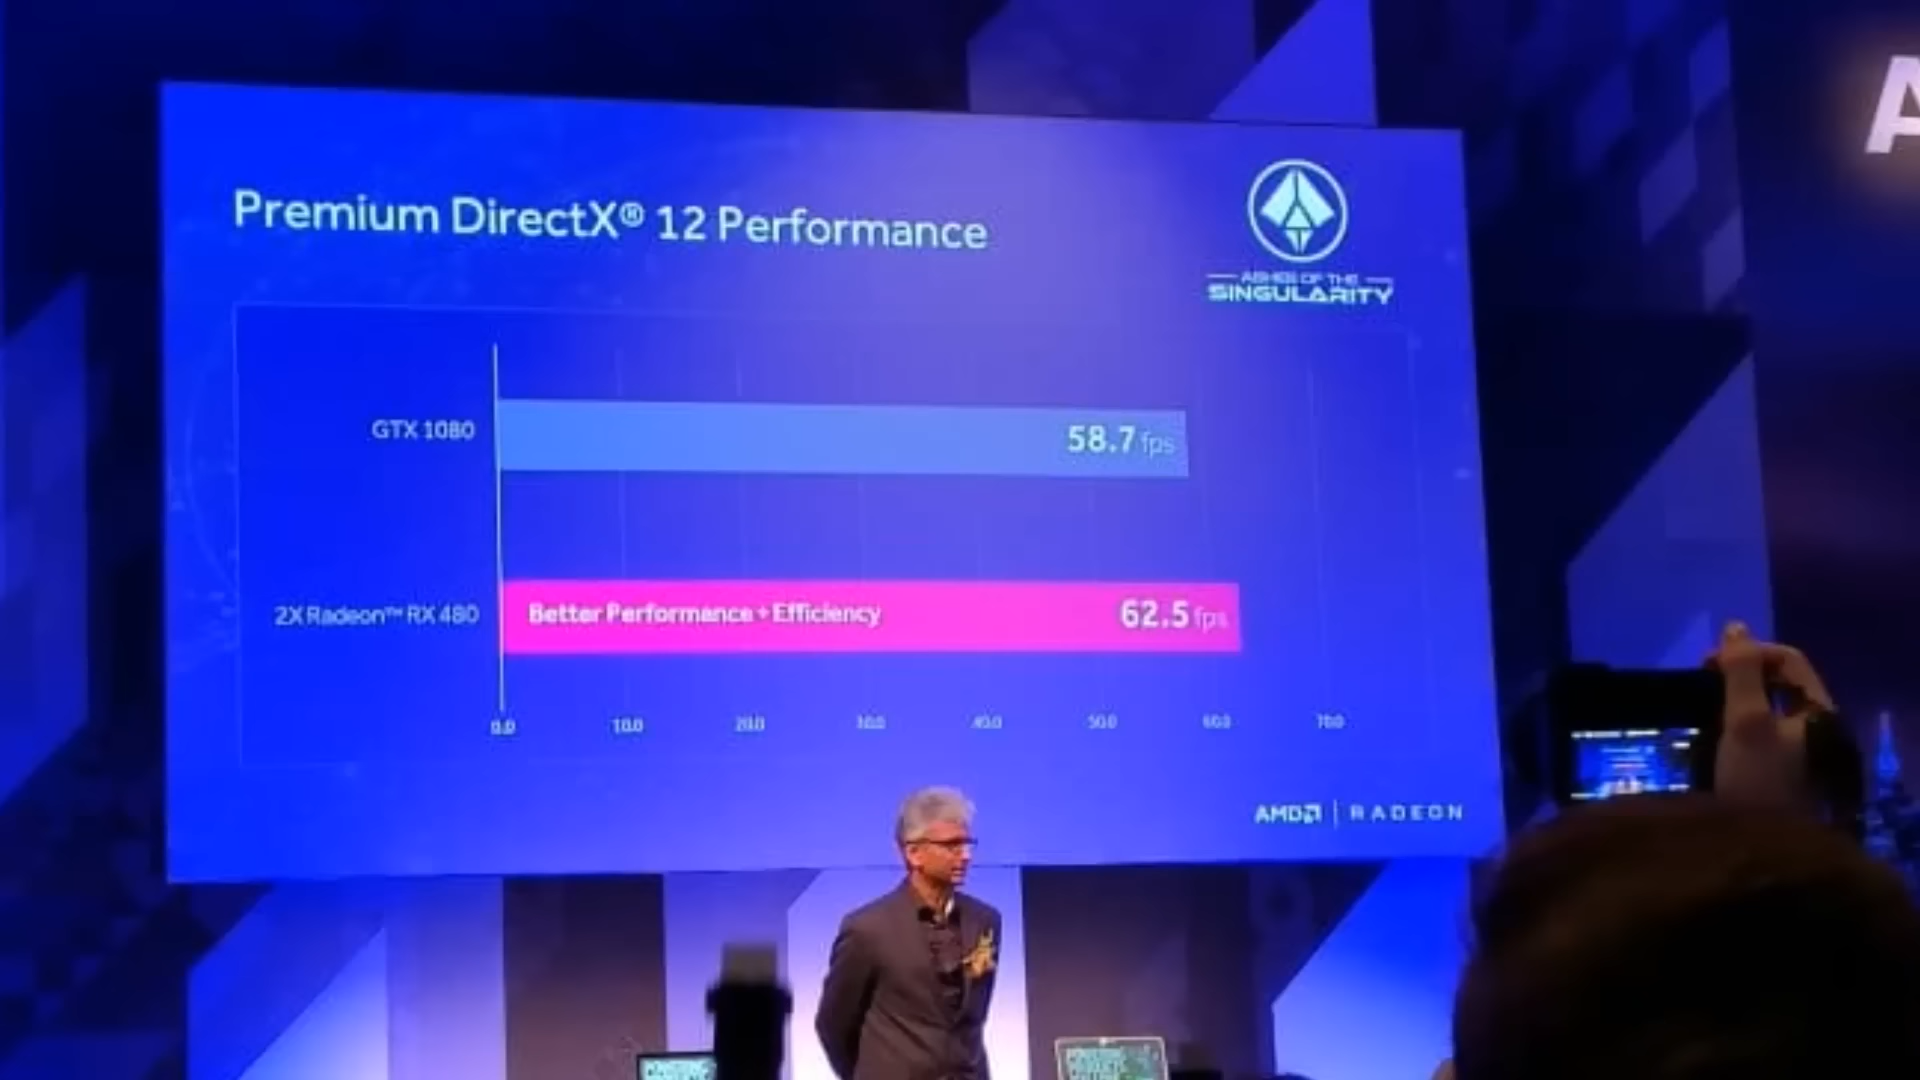 A
Premium DirectX® 12 Performance
ASHES OF THE
SINGULARITY
GTX 1080
58.7 fps
2X Radeon™ RX 480
Better Performance + Efficiency
62.5 fps
0.0 10.0 20.0 30.0 40.0 50.0 60.0 70.0
AMD RADEON